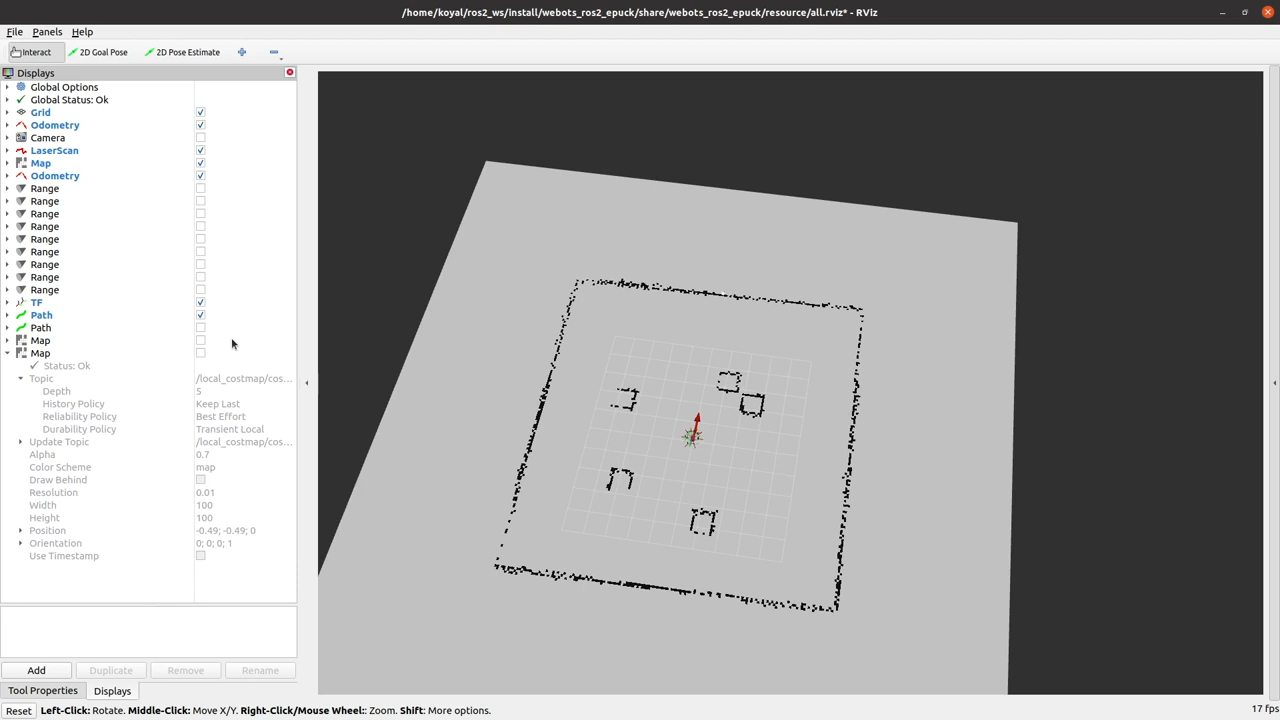 /home/koyal/ros2_ws/install/webots_ros2_epuck/share/webots_ros2_epuck/resource/all.rviz* - RViz
File Panels Help
Interact 2D Goal Pose 2D Pose Estimate
Displays
Global Options
Global Status: Ok
Grid
Odometry
Camera
LaserScan
Map
Odometry
Range
Range
Range
Range
Range
Range
Range
Range
Range
TF
Path
Path
Map
Map
Status: Ok
Topic /local_costmap/cos...
Depth 5
History Policy Keep Last
Reliability Policy Best Effort
Durability Policy Transient Local
Update Topic /local_costmap/cos...
Alpha 0.7
Color Scheme map
Draw Behind
Resolution 0.01
Width 100
Height 100
Position -0.49; -0.49; 0
Orientation 0; 0; 0; 1
Use Timestamp
Add Duplicate Remove Rename
Tool Properties Displays
Reset Left-Click: Rotate. Middle-Click: Move X/Y. Right-Click/Mouse Wheel:: Zoom. Shift: More options. 17 fps